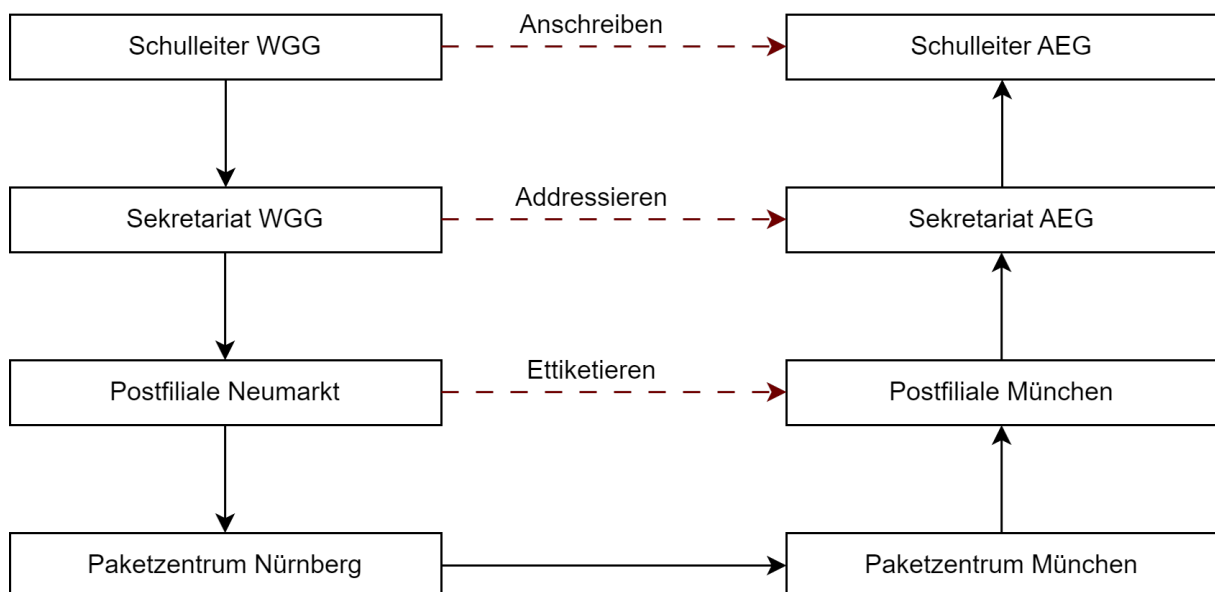 Schulleiter WGG
Anschreiben
Schulleiter AEG
Sekretariat WGG
Addressieren
Sekretariat AEG
Postfiliale Neumarkt
Ettiketieren
Postfiliale München
Paketzentrum Nürnberg
Paketzentrum München